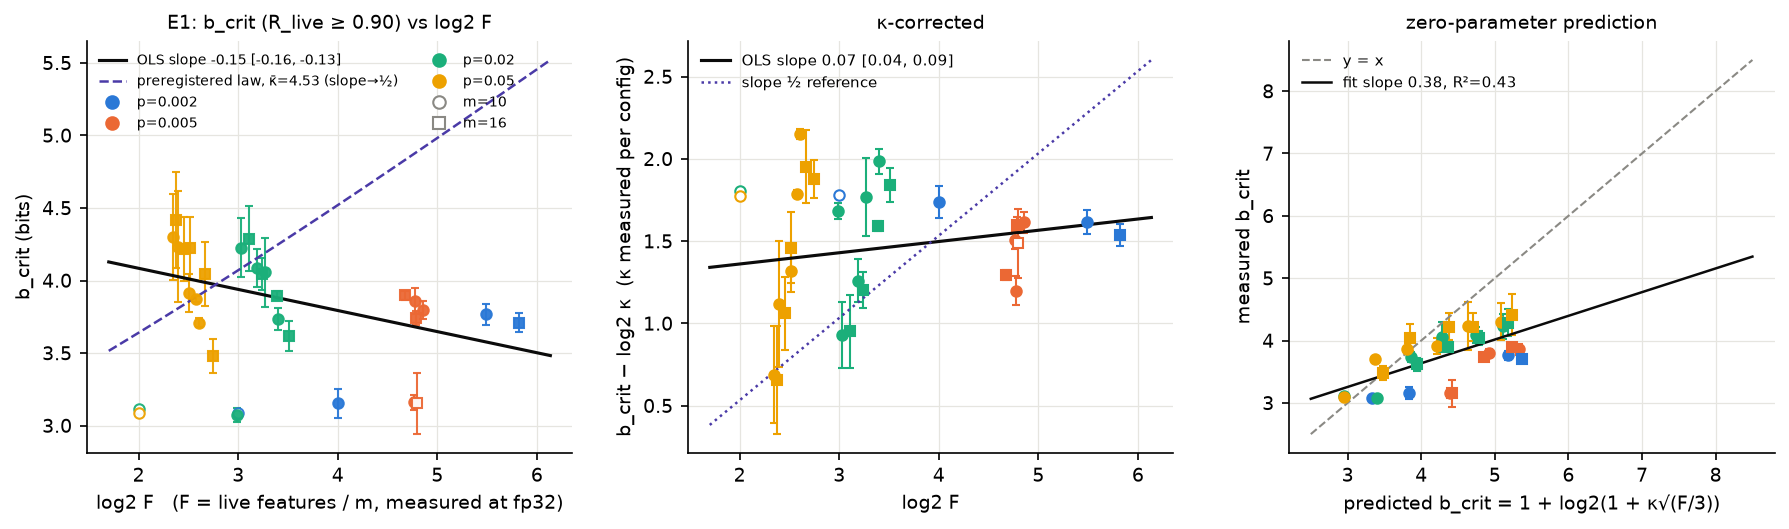 E1: b_crit (R_live ≥ 0.90) vs log2 F
OLS slope -0.15 [-0.16, -0.13]
preregistered law, κ̄=4.53 (slope→½)
p=0.002
p=0.005
p=0.02
p=0.05
m=10
m=16
b_crit (bits)
5.5
5.0
4.5
4.0
3.5
3.0
2
3
4
5
6
log2 F (F = live features / m, measured at fp32)
κ-corrected
OLS slope 0.07 [0.04, 0.09]
slope ½ reference
b_crit − log2 κ (κ measured per config)
2.5
2.0
1.5
1.0
0.5
2
3
4
5
6
log2 F
zero-parameter prediction
y = x
fit slope 0.38, R²=0.43
measured b_crit
8
7
6
5
4
3
3
4
5
6
7
8
predicted b_crit = 1 + log2(1 + κ√(F/3))